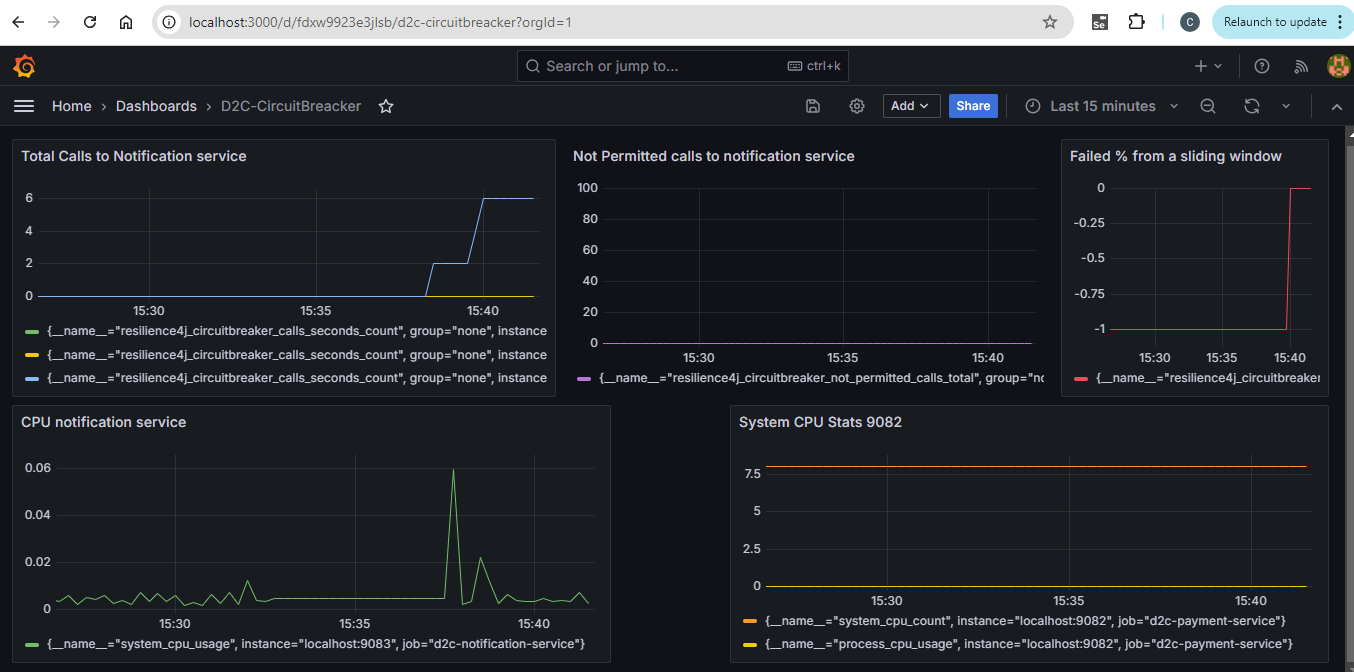 localhost:3000/d/fdxw9923e3jlsb/d2c-circuitbreacker?orgId=1
Se
C
Relaunch to update
Search or jump to...
ctrl+k
Home › Dashboards › D2C-CircuitBreacker
Add
Share
Last 15 minutes
Total Calls to Notification service
6
4
2
0
15:30 15:35 15:40
{__name__="resilience4j_circuitbreaker_calls_seconds_count", group="none", instance
{__name__="resilience4j_circuitbreaker_calls_seconds_count", group="none", instance
{__name__="resilience4j_circuitbreaker_calls_seconds_count", group="none", instance
Not Permitted calls to notification service
100
80
60
40
20
0
15:30 15:35 15:40
{__name__="resilience4j_circuitbreaker_not_permitted_calls_total", group="no
Failed % from a sliding window
0
-0.25
-0.5
-0.75
-1
15:30 15:35 15:40
{__name__="resilience4j_circuitbreaker
CPU notification service
0.06
0.04
0.02
0
15:30 15:35 15:40
{__name__="system_cpu_usage", instance="localhost:9083", job="d2c-notification-service"}
System CPU Stats 9082
7.5
5
2.5
0
15:30 15:35 15:40
{__name__="system_cpu_count", instance="localhost:9082", job="d2c-payment-service"}
{__name__="process_cpu_usage", instance="localhost:9082", job="d2c-payment-service"}